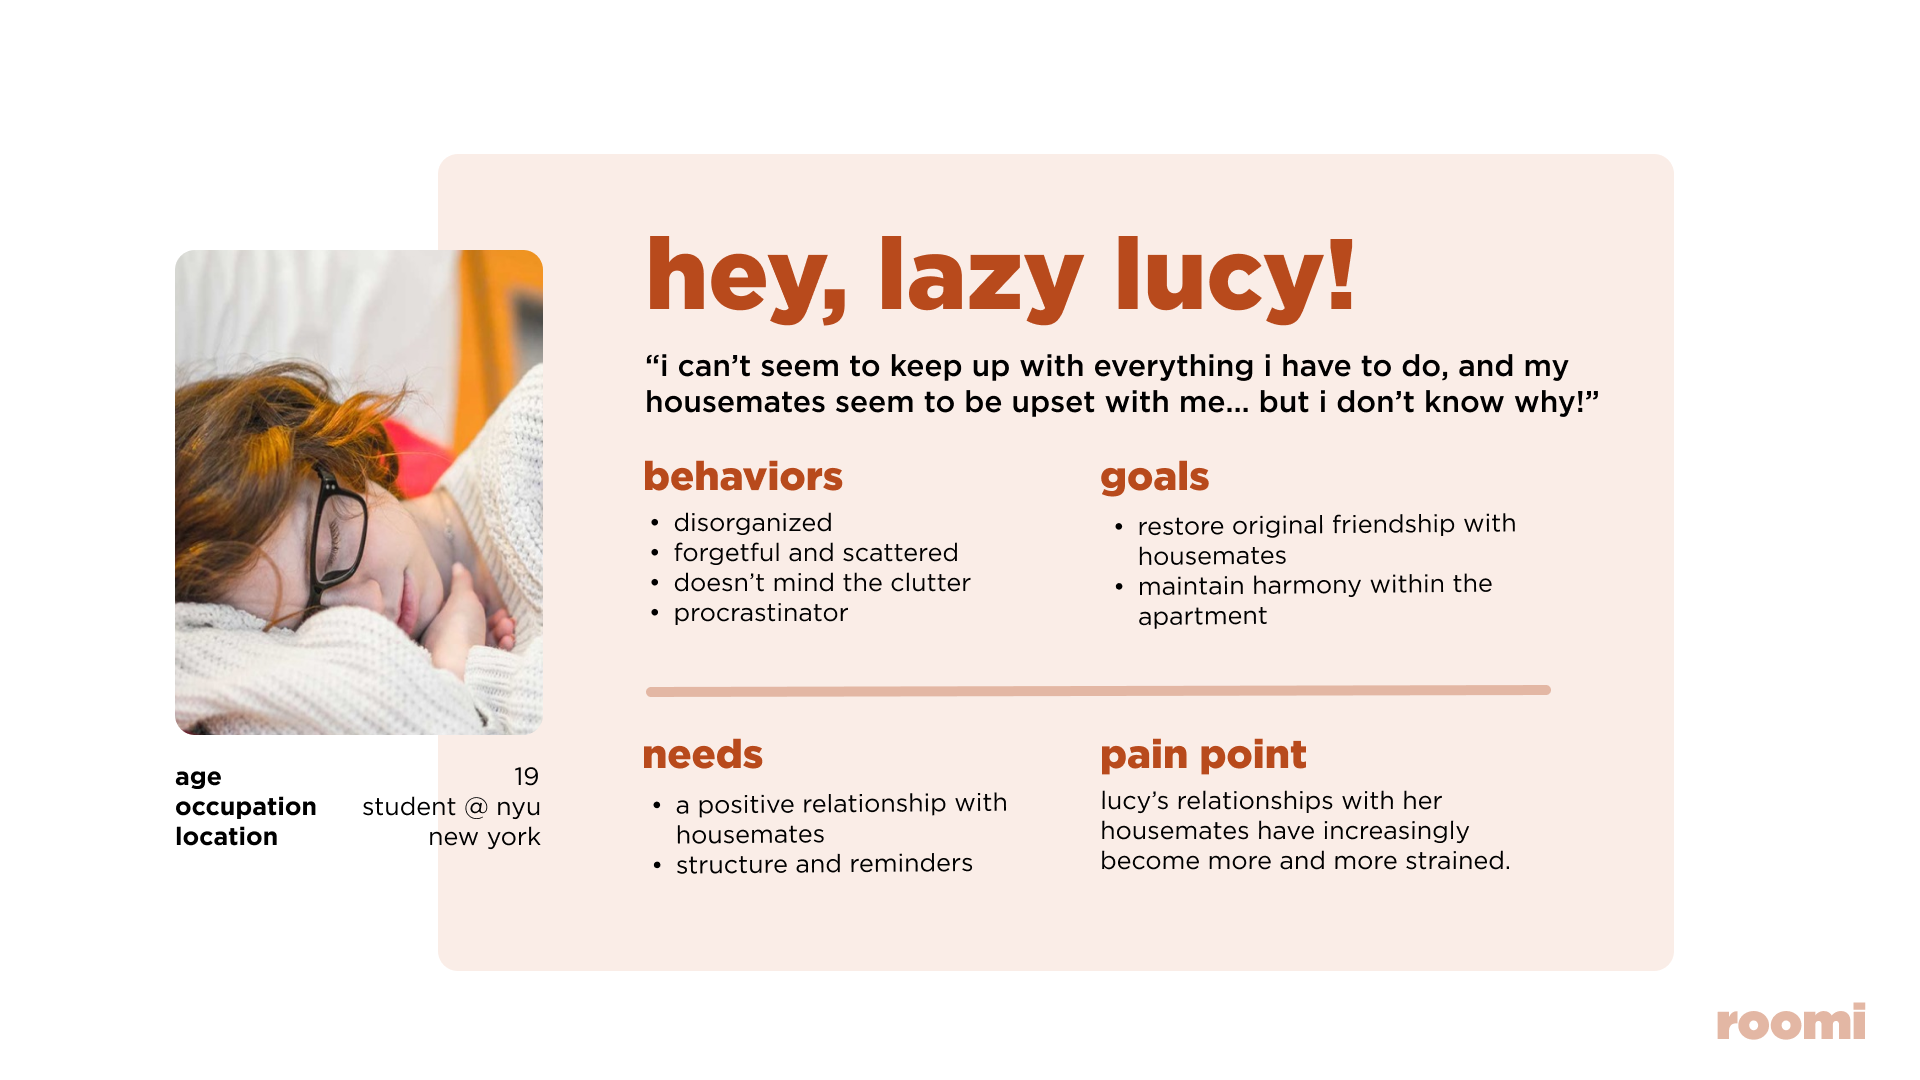 hey, lazy lucy!
“i can’t seem to keep up with everything i have to do, and my
housemates seem to be upset with me... but i don’t know why!”
behaviors
• disorganized
• forgetful and scattered
• doesn’t mind the clutter
• procrastinator
goals
• restore original friendship with
housemates
• maintain harmony within the
apartment
needs
• a positive relationship with
housemates
• structure and reminders
pain point
lucy’s relationships with her
housemates have increasingly
become more and more strained.
age 19
occupation student @ nyu
location new york
roomi